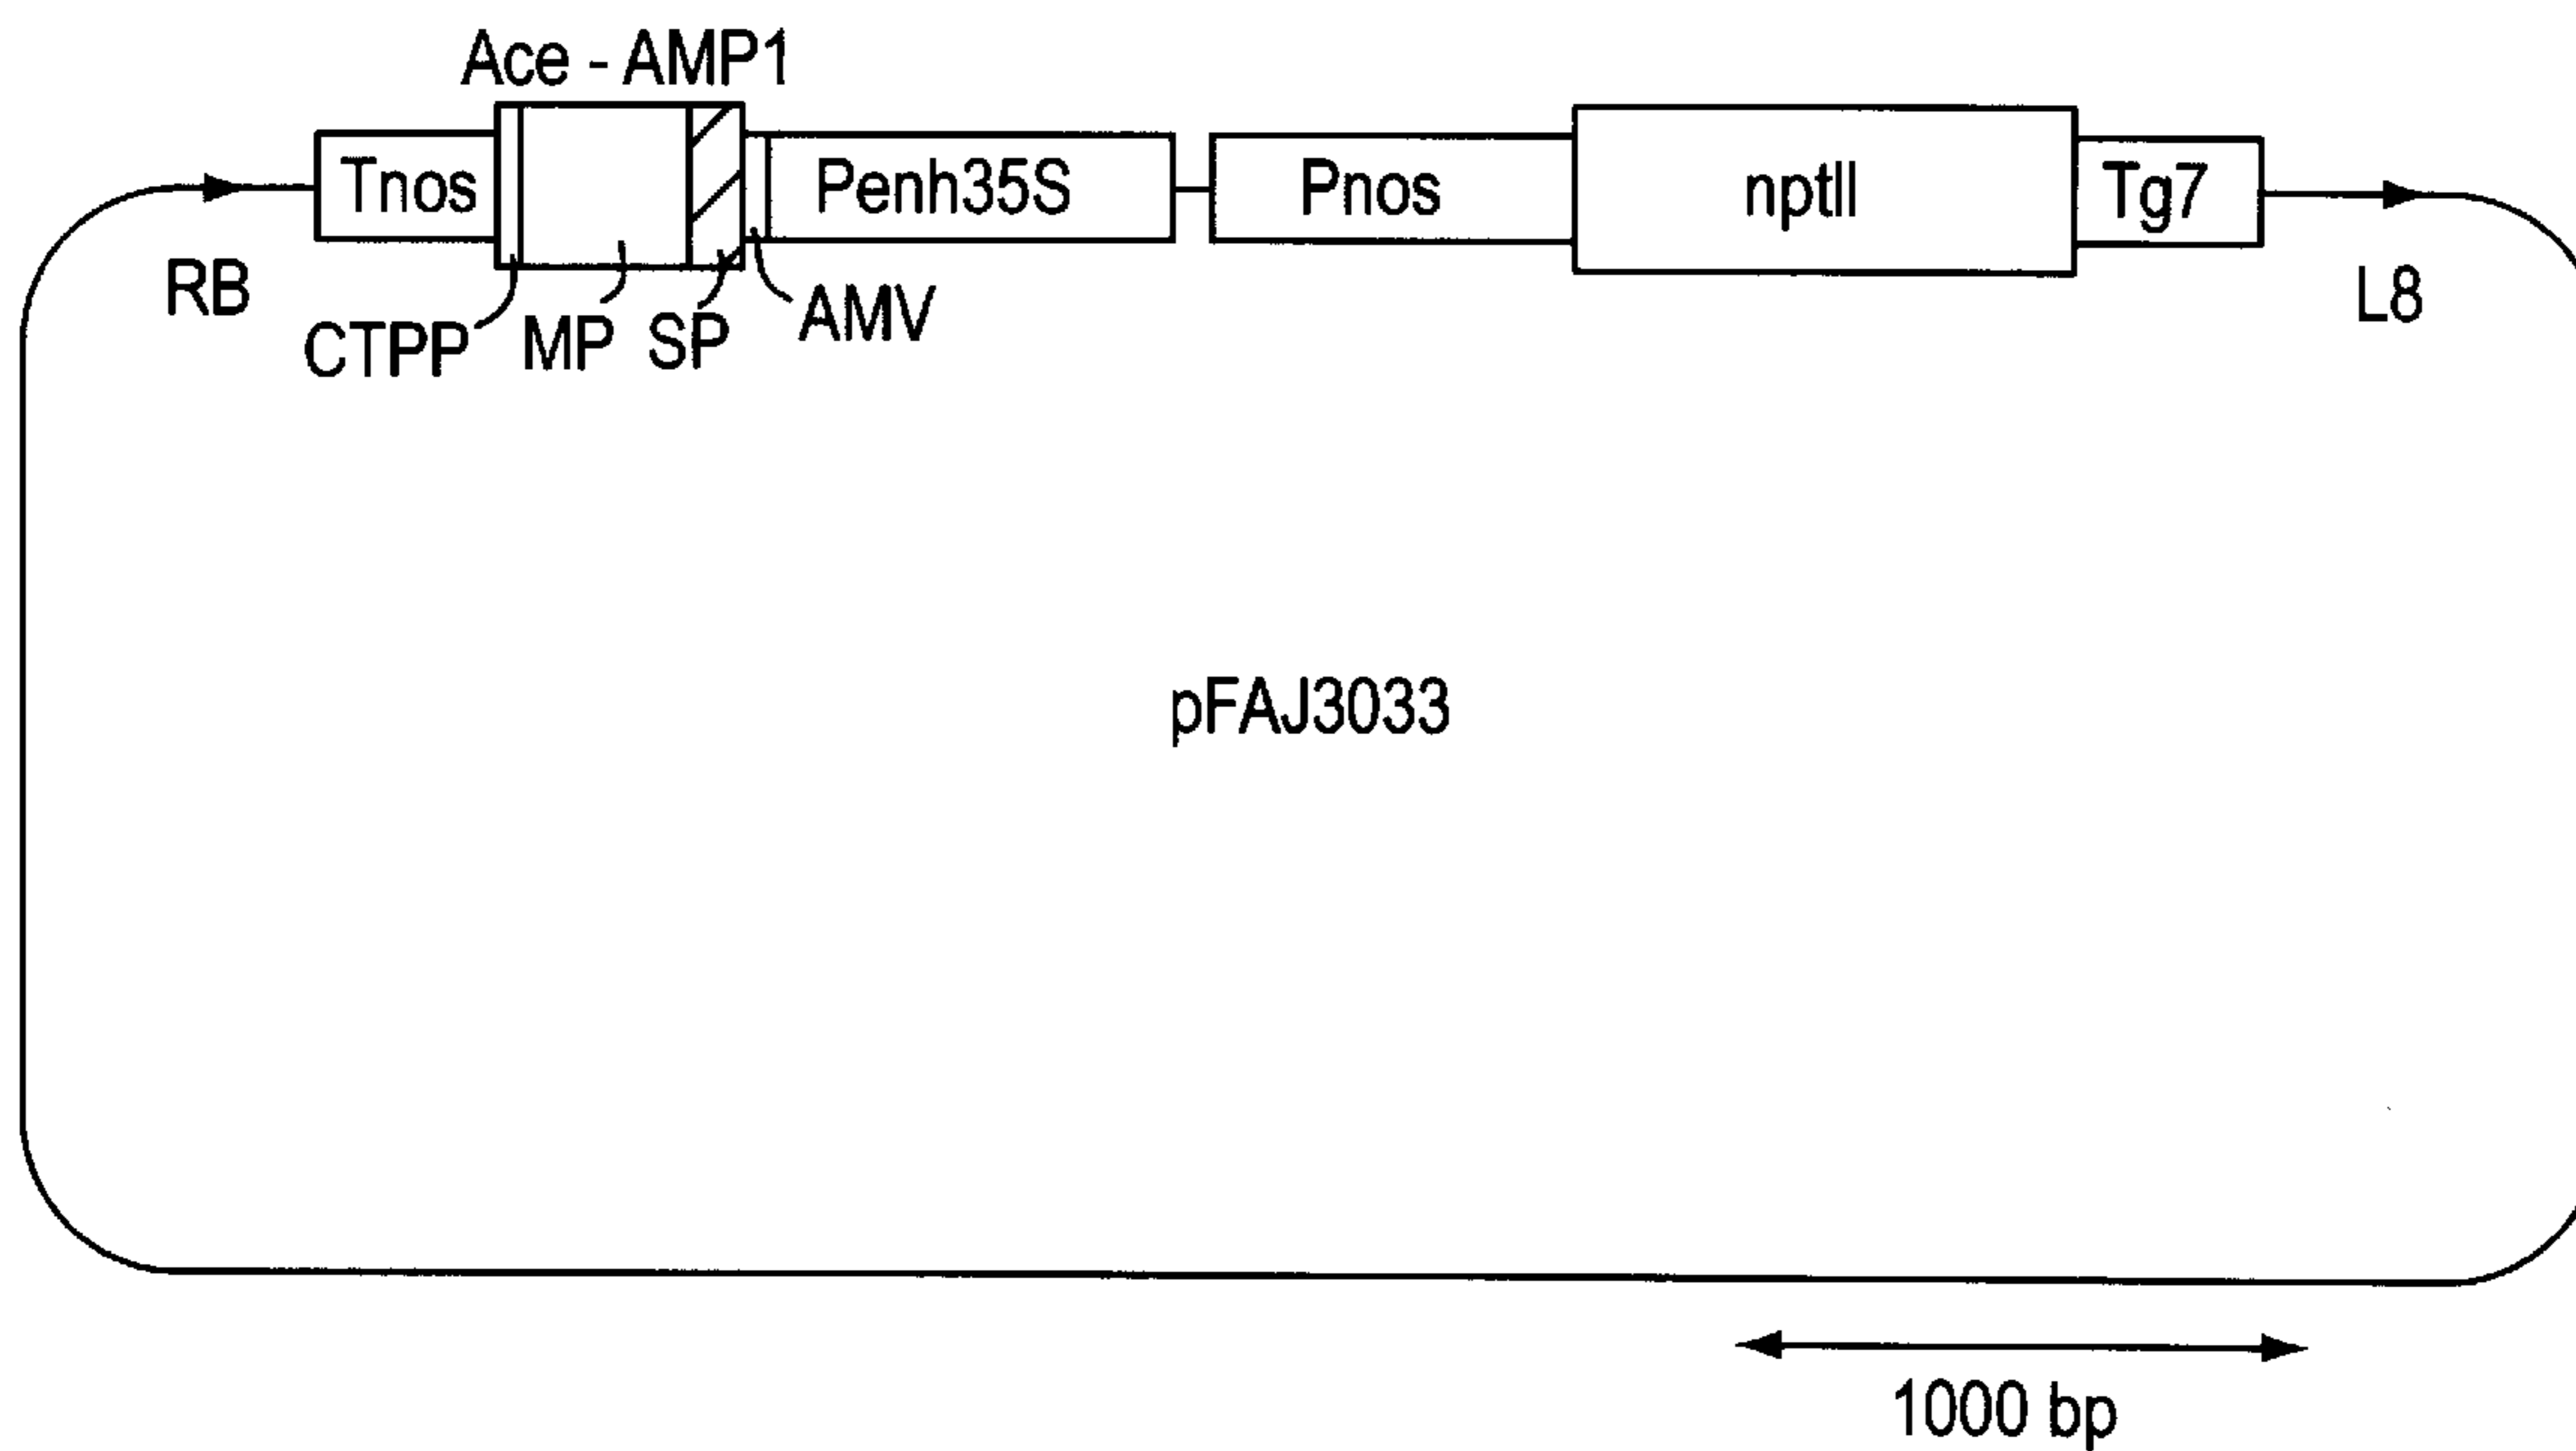 Ace - AMP1
Tnos Penh35S Pnos nptII Tg7
RB CTPP MP SP AMV L8
pFAJ3033
1000 bp